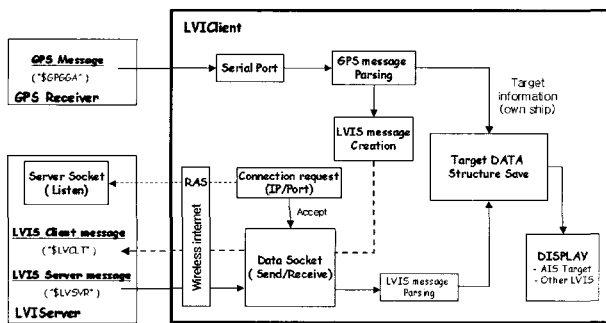 LVIClient
GPS Message
("$GPGGA")
GPS Receiver
Serial Port
GPS message
Parsing
Target
information
(own ship)
LVIS message
Creation
Target DATA
Structure Save
Server Socket
(Listen)
RAS
Connection request
(IP/Port)
Accept
Wireless internet
LVIS Client message
("$LVCLT")
LVIS Server message
("$LVSVR")
LVIServer
Data Socket
(Send/Receive)
LVIS message
Parsing
DISPLAY
- AIS Target
- Other LVIS